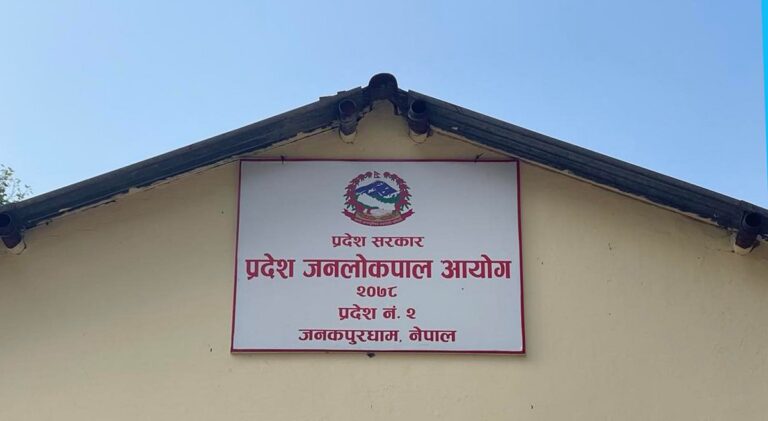 प्रदेश सरकार
प्रदेश जनलोकपाल आयोग
२०७८
प्रदेश नं. २
जनकपुरधाम, नेपाल